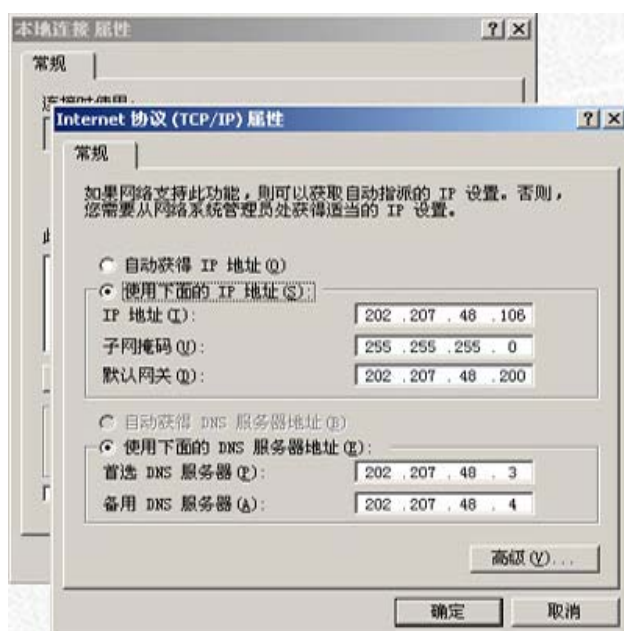 本地连接 属性
常规
连接时使用:
Internet 协议 (TCP/IP) 属性
常规
如果网络支持此功能，则可以获取自动指派的 IP 设置。否则，
您需要从网络系统管理员处获得适当的 IP 设置。
自动获得 IP 地址(O)
使用下面的 IP 地址(S):
IP 地址(I): 202 .207 . 48 .106
子网掩码(U): 255 .255 .255 . 0
默认网关(D): 202 .207 . 48 .200
自动获得 DNS 服务器地址(B)
使用下面的 DNS 服务器地址(E):
首选 DNS 服务器(P): 202 .207 . 48 . 3
备用 DNS 服务器(A): 202 .207 . 48 . 4
高级(V)...
确定 取消